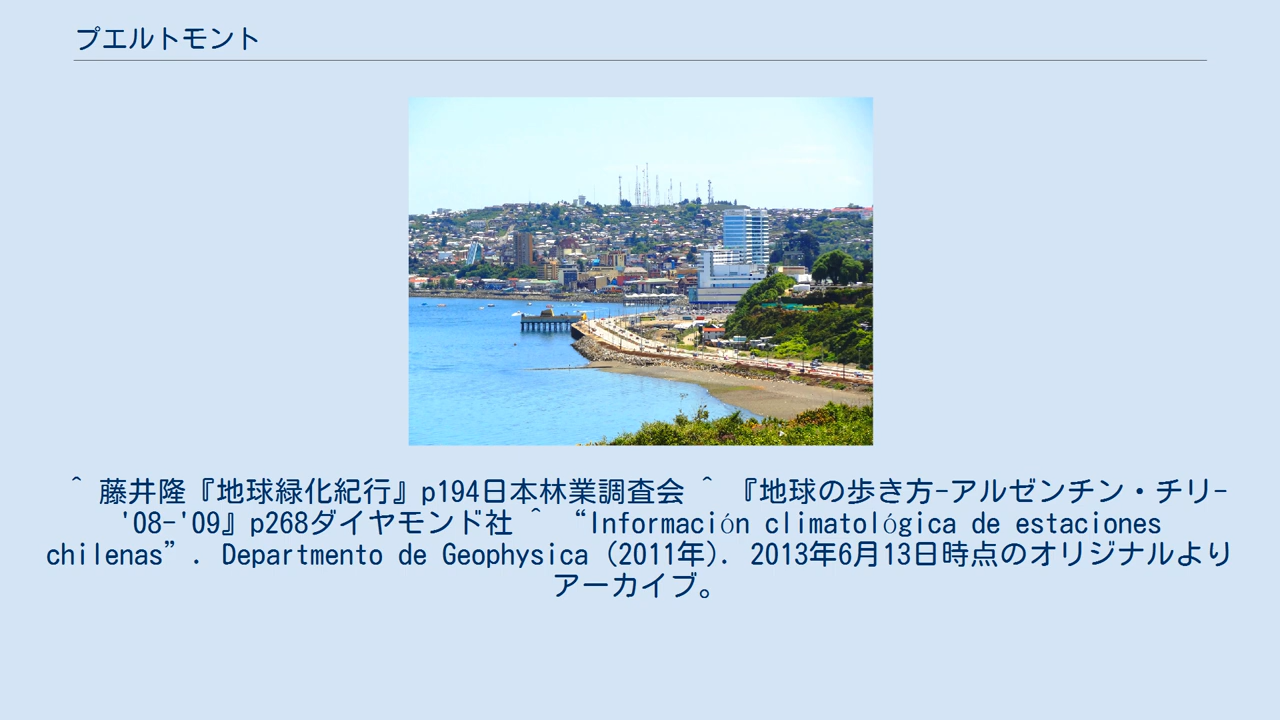 プエルトモント
^ 藤井隆『地球緑化紀行』p194日本林業調査会 ^ 『地球の歩き方-アルゼンチン・チリ-
'08-'09』p268ダイヤモンド社 ^ “Información climatológica de estaciones
chilenas”. Departmento de Geophysica (2011年). 2013年6月13日時点のオリジナルより
アーカイブ。